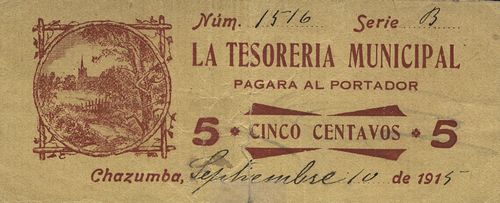 Núm. 1516 Serie B
LA TESORERIA MUNICIPAL
PAGARA AL PORTADOR
5 * CINCO CENTAVOS * 5
Chazumba, Septiembre 10 de 1915